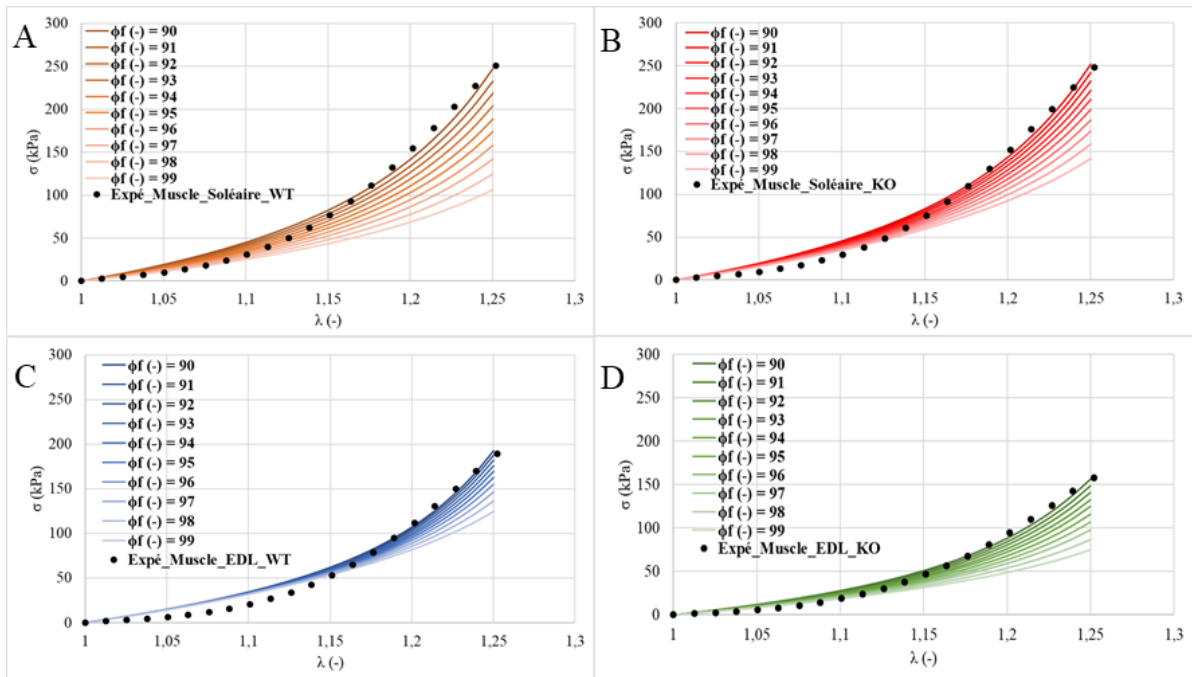 A
300
250
200
150
100
50
0
σ (kPa)
ϕf (-) = 90
ϕf (-) = 91
ϕf (-) = 92
ϕf (-) = 93
ϕf (-) = 94
ϕf (-) = 95
ϕf (-) = 96
ϕf (-) = 97
ϕf (-) = 98
ϕf (-) = 99
Expé_Muscle_Soléaire_WT
1 1,05 1,1 1,15 1,2 1,25 1,3
λ (-)
B
300
250
200
150
100
50
0
σ (kPa)
ϕf (-) = 90
ϕf (-) = 91
ϕf (-) = 92
ϕf (-) = 93
ϕf (-) = 94
ϕf (-) = 95
ϕf (-) = 96
ϕf (-) = 97
ϕf (-) = 98
ϕf (-) = 99
Expé_Muscle_Soléaire_KO
1 1,05 1,1 1,15 1,2 1,25 1,3
λ (-)
C
300
250
200
150
100
50
0
σ (kPa)
ϕf (-) = 90
ϕf (-) = 91
ϕf (-) = 92
ϕf (-) = 93
ϕf (-) = 94
ϕf (-) = 95
ϕf (-) = 96
ϕf (-) = 97
ϕf (-) = 98
ϕf (-) = 99
Expé_Muscle_EDL_WT
1 1,05 1,1 1,15 1,2 1,25 1,3
λ (-)
D
300
250
200
150
100
50
0
σ (kPa)
ϕf (-) = 90
ϕf (-) = 91
ϕf (-) = 92
ϕf (-) = 93
ϕf (-) = 94
ϕf (-) = 95
ϕf (-) = 96
ϕf (-) = 97
ϕf (-) = 98
ϕf (-) = 99
Expé_Muscle_EDL_KO
1 1,05 1,1 1,15 1,2 1,25 1,3
λ (-)